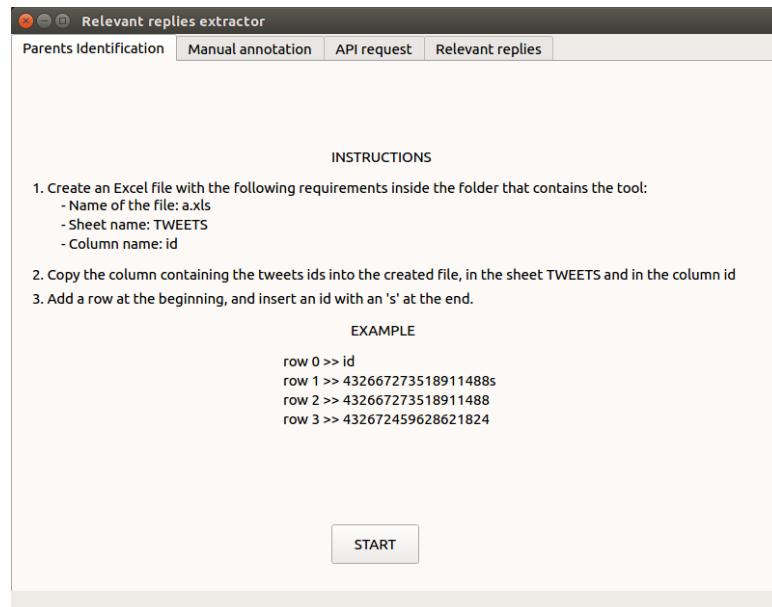 Relevant replies extractor
Parents Identification Manual annotation API request Relevant replies
INSTRUCTIONS
1. Create an Excel file with the following requirements inside the folder that contains the tool:
- Name of the file: a.xls
- Sheet name: TWEETS
- Column name: id
2. Copy the column containing the tweets ids into the created file, in the sheet TWEETS and in the column id
3. Add a row at the beginning, and insert an id with an 's' at the end.
EXAMPLE
row 0 >> id
row 1 >> 432667273518911488s
row 2 >> 432667273518911488
row 3 >> 432672459628621824
START